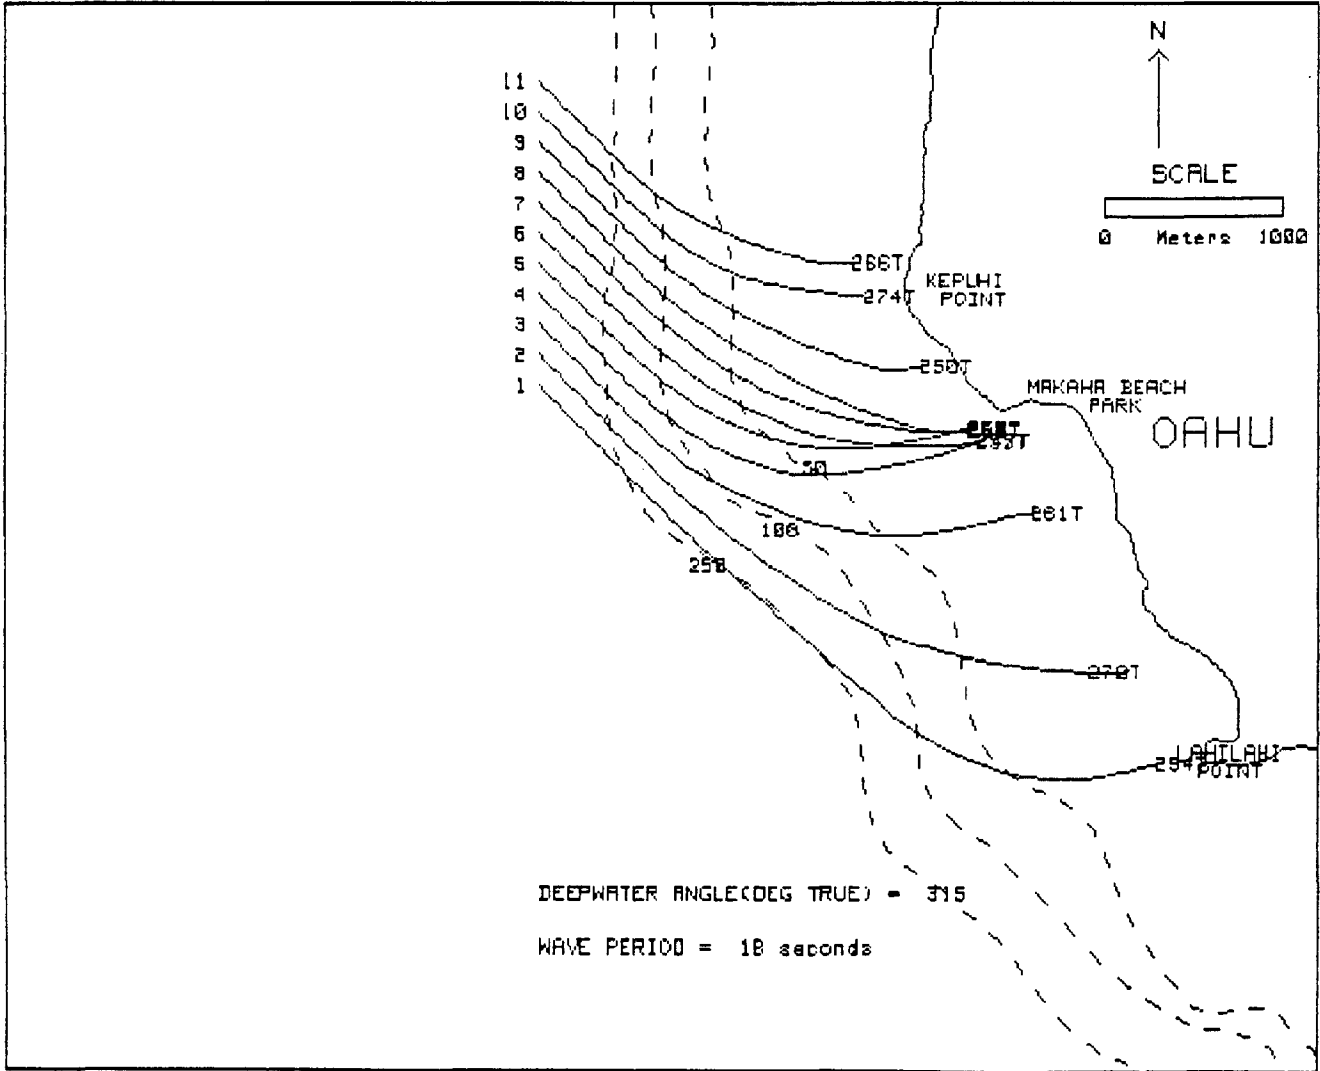 N
11
10
9
8
7
6
5
4
3
2
1
SCALE
0 Meters 1000
266T
274T
KEPUHI
POINT
250T
MAKAHA BEACH
PARK
OAHU
50
100
261T
270T
LAHILAHI
POINT
DEEPWATER ANGLE(DEG TRUE) = 315
WAVE PERIOD = 18 seconds